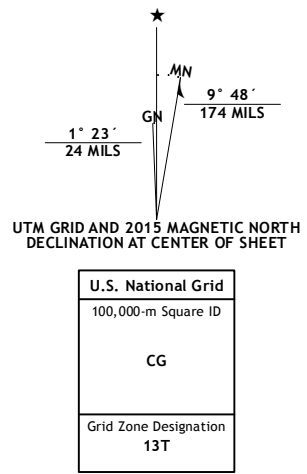 ★
MN
GN
9° 48´
174 MILS
1° 23´
24 MILS
UTM GRID AND 2015 MAGNETIC NORTH
DECLINATION AT CENTER OF SHEET
U.S. National Grid
100,000-m Square ID
CG
Grid Zone Designation
13T